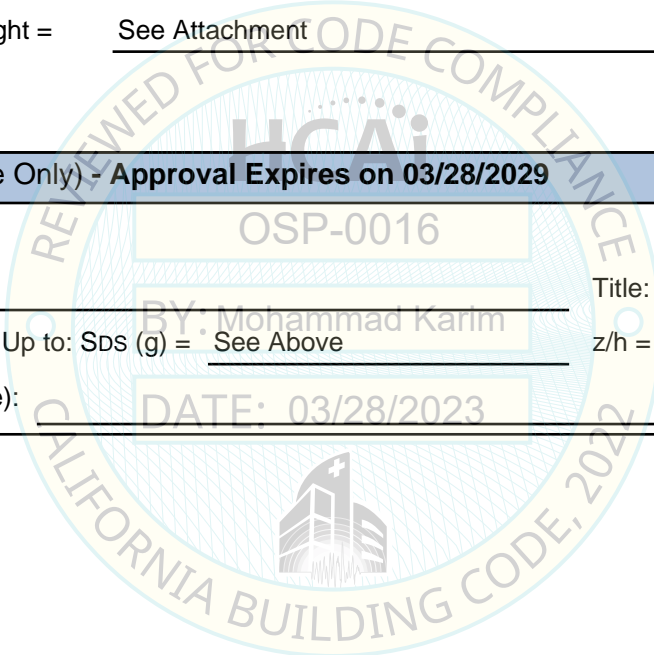 ght = See Attachment
REVIEWED FOR CODE COMPLIANCE
HCAi
e Only) - Approval Expires on 03/28/2029
OSP-0016
Title:
BY: Mohammad Karim
Up to: SDS (g) = See Above z/h =
e):
DATE: 03/28/2023
CALIFORNIA BUILDING CODE, 2022